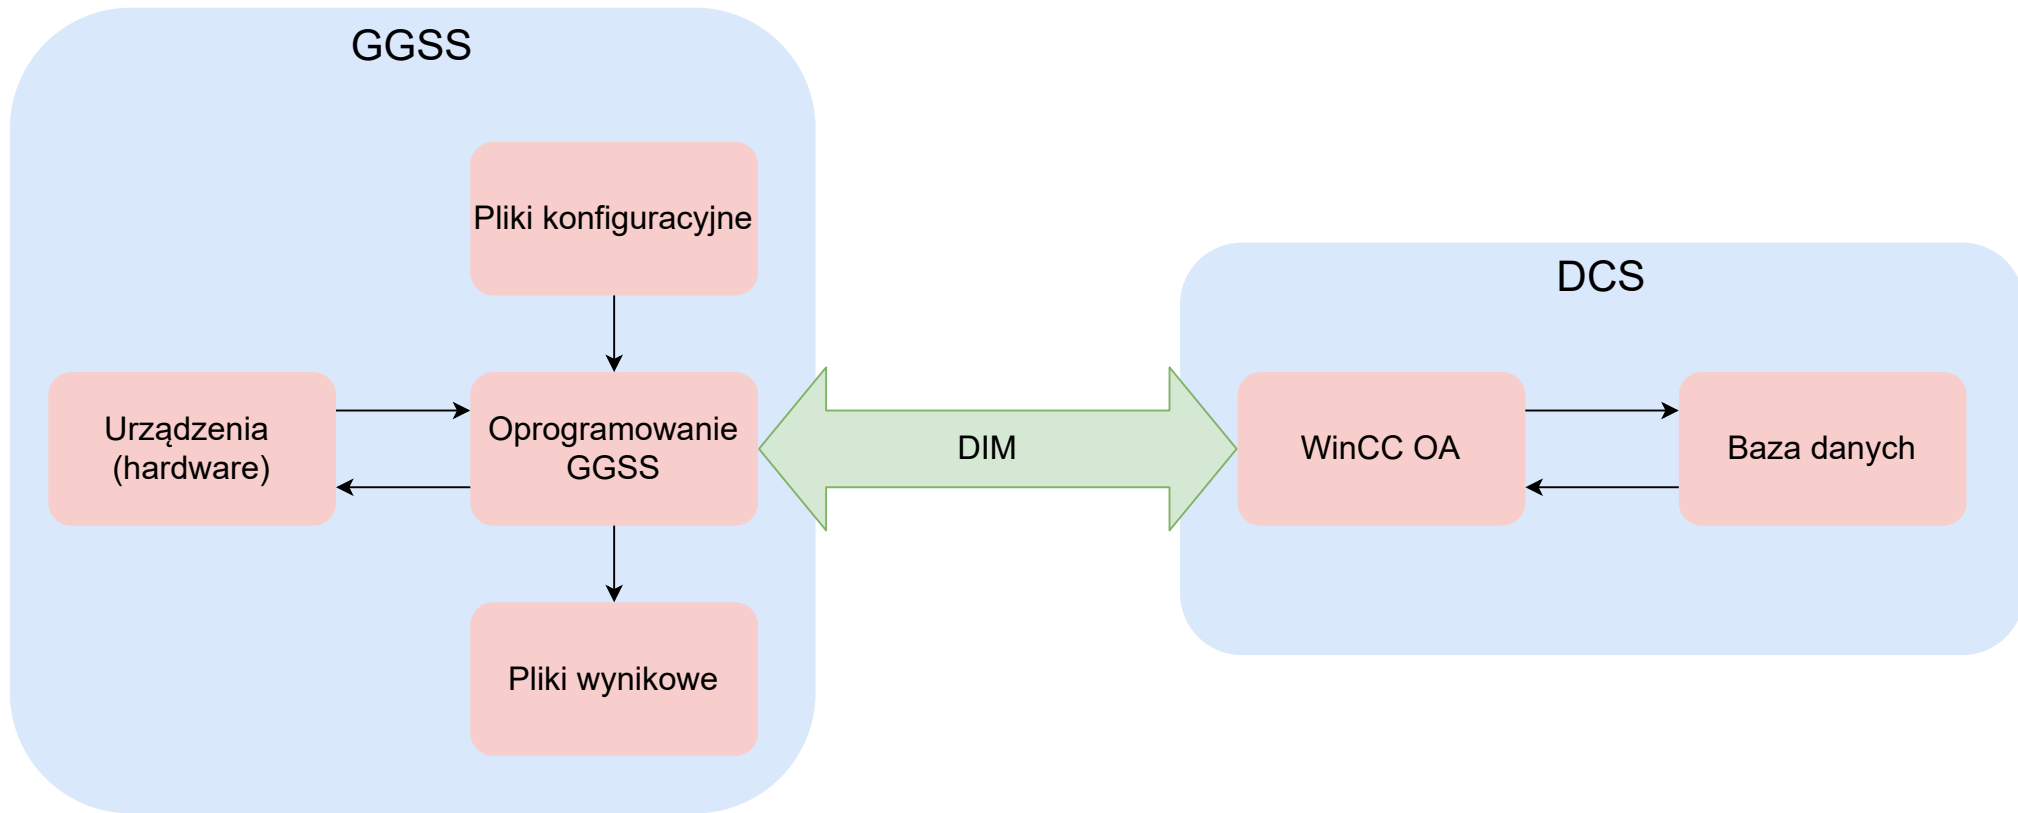 GGSS
Pliki konfiguracyjne
Urządzenia
(hardware)
Oprogramowanie
GGSS
Pliki wynikowe
DIM
DCS
WinCC OA
Baza danych